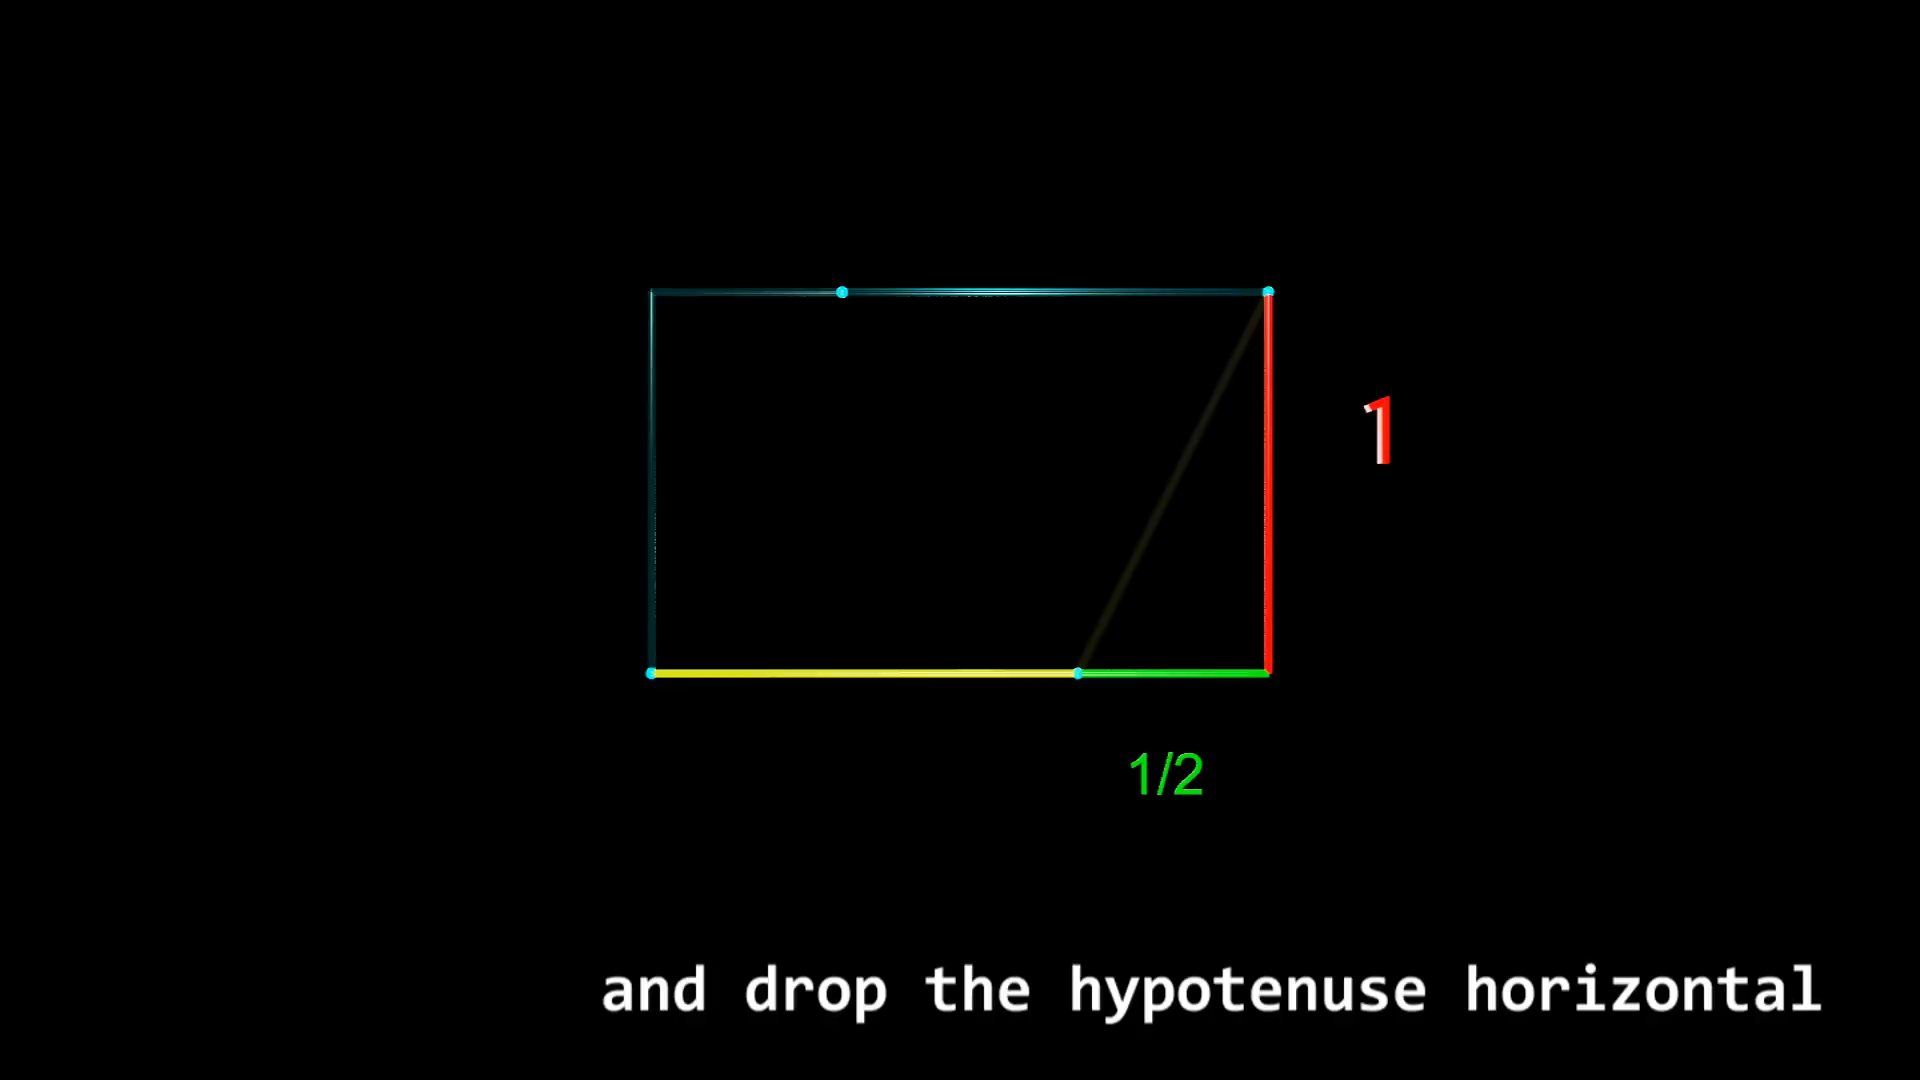 1
1/2
and drop the hypotenuse horizontal